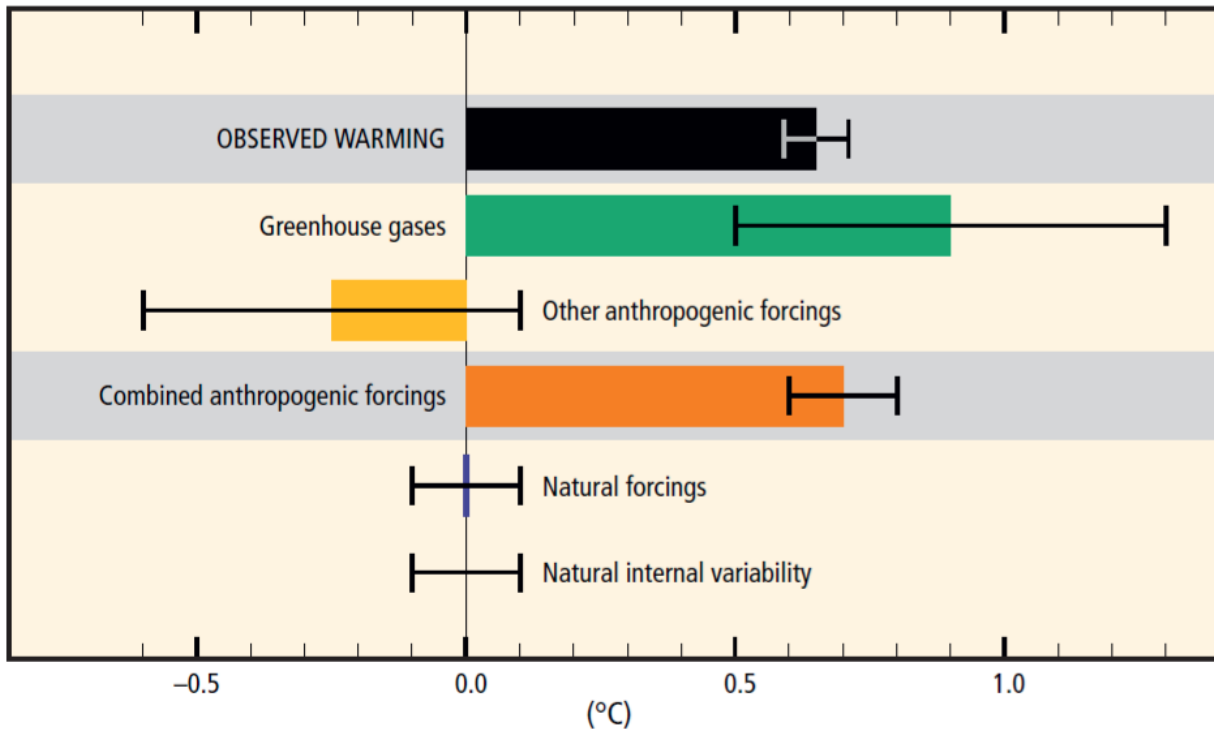 OBSERVED WARMING
Greenhouse gases
Other anthropogenic forcings
Combined anthropogenic forcings
Natural forcings
Natural internal variability
–0.5 0.0 0.5 1.0
(°C)